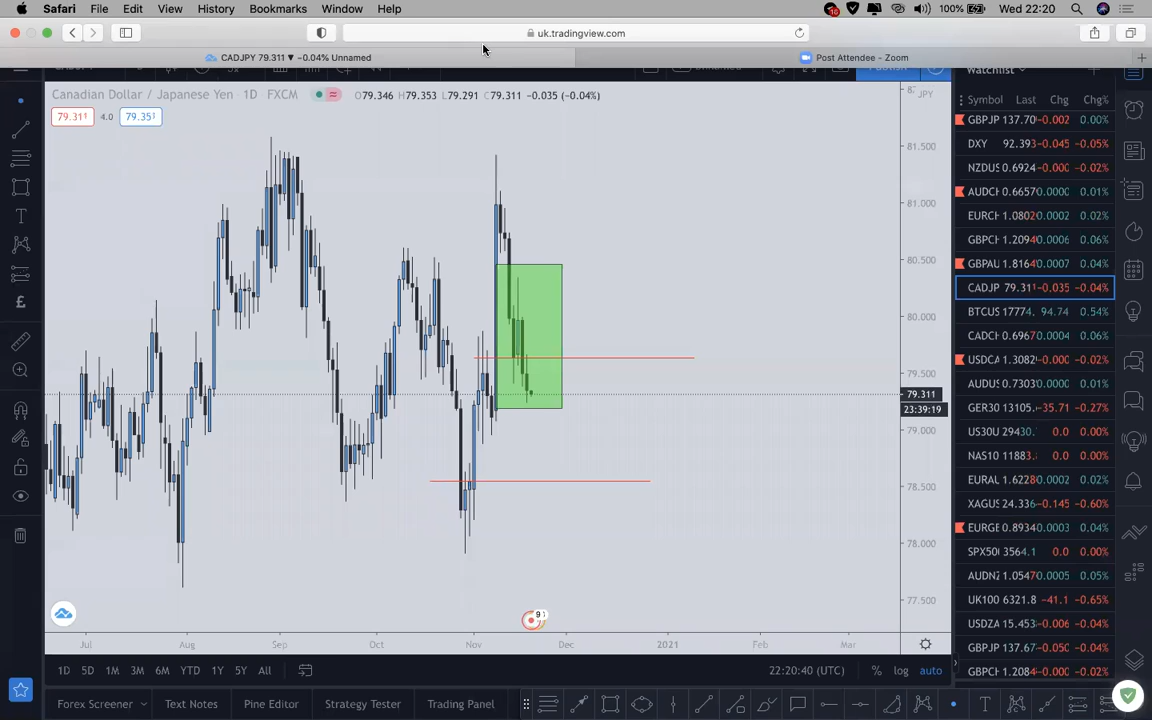 Safari File Edit View History Bookmarks Window Help 100% Wed 22:20
uk.tradingview.com
CADJPY 79.311 ▼ −0.04% Unnamed Post Attendee - Zoom
Watchlist
Canadian Dollar / Japanese Yen 1D FXCM O79.346 H79.353 L79.291 C79.311 −0.035 (−0.04%)
79.311 4.0 79.351
JPY
81.500
81.000
80.500
80.000
79.500
79.311
23:39:19
79.000
78.500
78.000
77.500
Jul Aug Sep Oct Nov Dec 2021 Feb Mar
1D 5D 1M 3M 6M YTD 1Y 5Y All 22:20:40 (UTC) % log auto
Forex Screener Text Notes Pine Editor Strategy Tester Trading Panel
Symbol Last Chg Chg%
GBPJP 137.70 −0.002 0.00%
DXY 92.393 −0.045 −0.05%
NZDUS 0.6924 −0.000 −0.02%
AUDCH 0.6657 0.0000 0.01%
EURCH 1.0802 0.0002 0.02%
GBPCH 1.2094 0.0006 0.06%
GBPAU 1.8164 0.0007 0.04%
CADJP 79.311 −0.035 −0.04%
BTCUS 17774. 94.74 0.54%
CADCH 0.6967 0.0004 0.06%
USDCA 1.3082 −0.000 −0.02%
AUDUS 0.7303 0.0000 0.01%
GER30 13105. −35.71 −0.27%
US30U 29430. 0.0 0.00%
NAS10 11883. 0.0 0.00%
EURAU 1.6228 0.0002 0.02%
XAGUS 24.336 −0.145 −0.60%
EURGB 0.8934 0.0003 0.04%
SPX50 3564.1 0.0 0.00%
AUDNZ 1.0547 0.0005 0.05%
UK100 6321.8 −41.1 −0.65%
USDZA 15.453 −0.006 −0.04%
GBPJP 137.67 −0.050 −0.04%
GBPCH 1.2084 −0.000 −0.02%